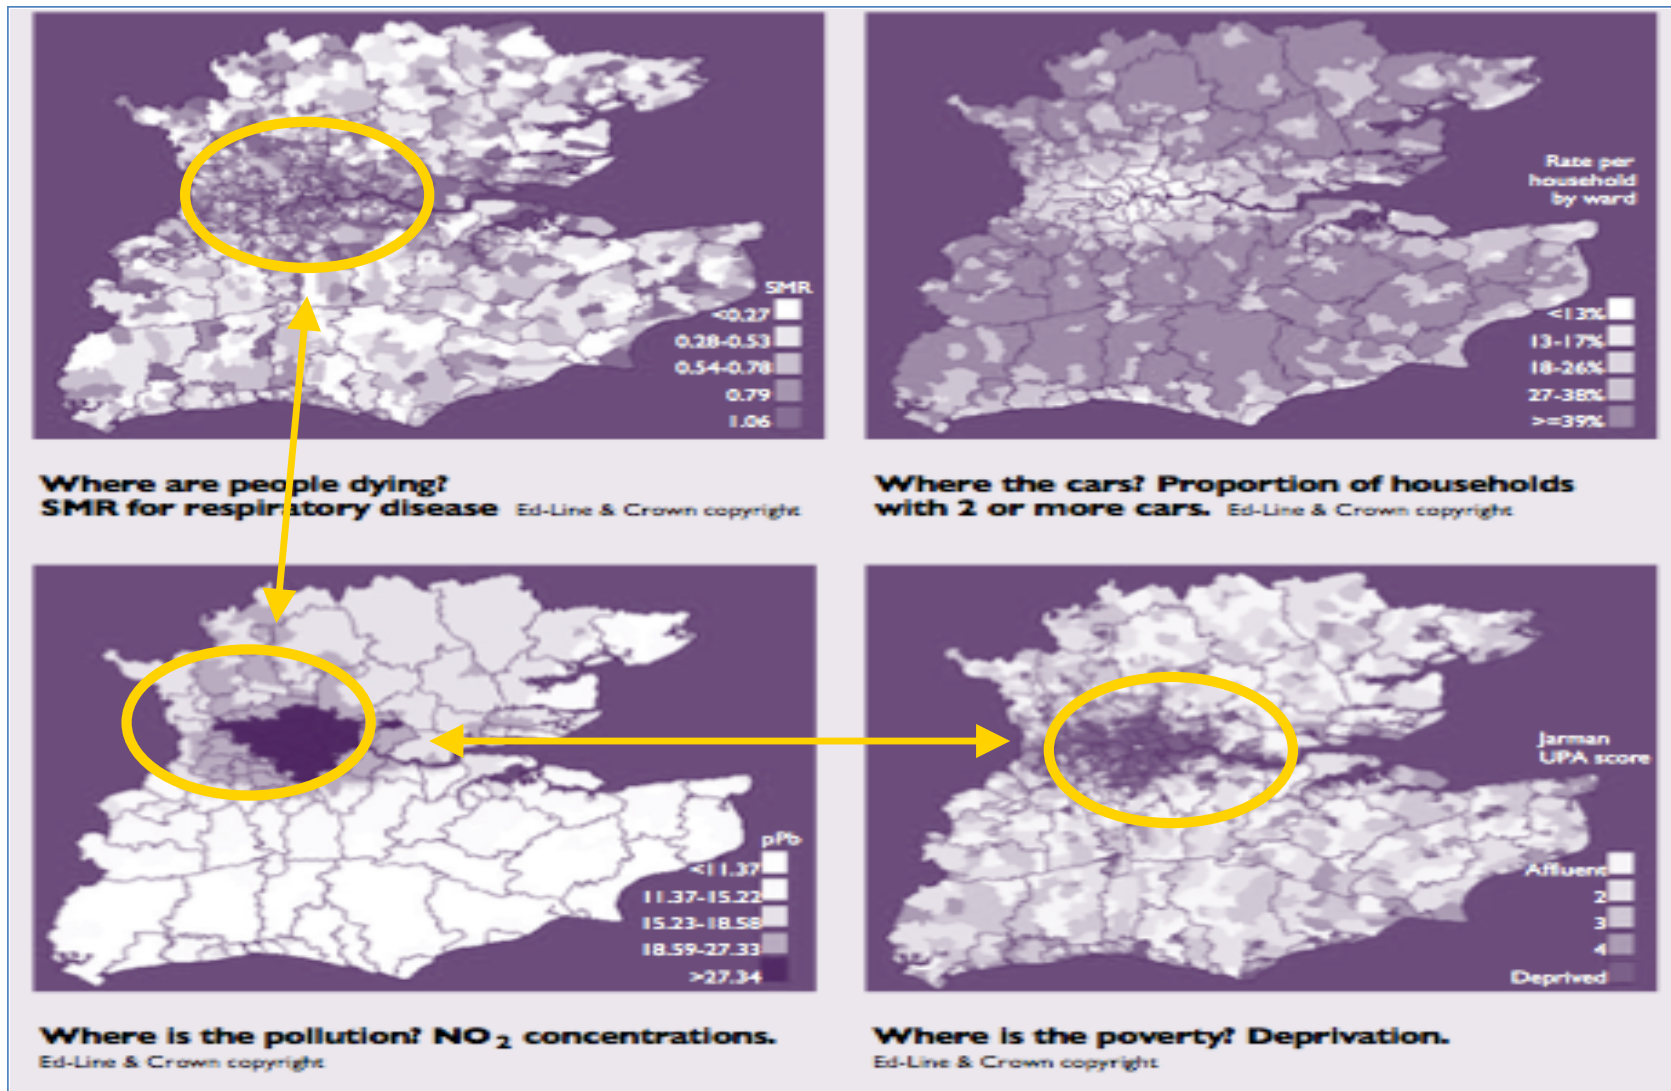 SMR
<0.27
0.28-0.53
0.54-0.78
0.79
1.06
Where are people dying?
SMR for respiratory disease Ed-Line & Crown copyright
Rate per
household
by ward
<13%
13-17%
18-26%
27-38%
>=39%
Where the cars? Proportion of households
with 2 or more cars. Ed-Line & Crown copyright
pPb
<11.37
11.37-15.22
15.23-18.58
18.59-27.33
>27.34
Where is the pollution? NO2 concentrations.
Ed-Line & Crown copyright
Jarman
UPA score
Affluent
2
3
4
Deprived
Where is the poverty? Deprivation.
Ed-Line & Crown copyright